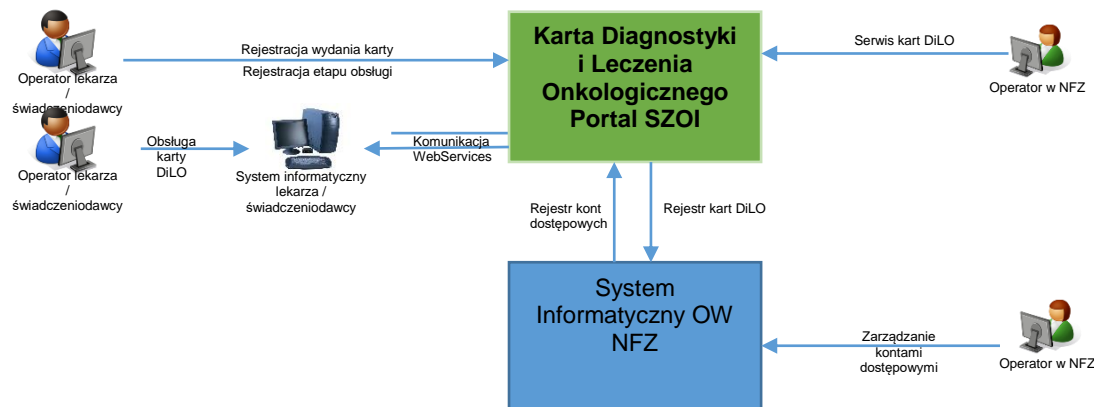 Karta Diagnostyki
i Leczenia
Onkologicznego
Portal SZOI
Rejestracja wydania karty
Rejestracja etapu obsługi
Serwis kart DiLO
Operator lekarza /
świadczeniodawcy
Operator w NFZ
Obsługa
karty
DiLO
Komunikacja
WebServices
Operator lekarza /
świadczeniodawcy
System informatyczny
lekarza /
świadczeniodawcy
Rejestr kont
dostępowych
Rejestr kart DiLO
System
Informatyczny OW
NFZ
Zarządzanie
kontami
dostępowymi
Operator w NFZ